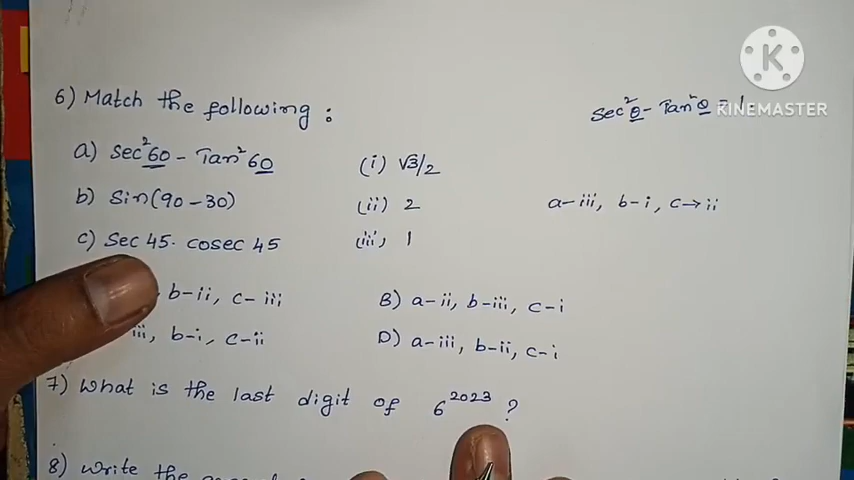 K
KINEMASTER
6) Match the following :
sec²θ - Tan²θ = 1
a) sec²60 - Tan²60 (i) √3/2
b) sin(90-30) (ii) 2
a-iii, b-i, c→ii
c) sec 45. cosec 45 (iii, 1
b-ii, c-iii B) a-ii, b-iii, c-i
iii, b-i, c-ii D) a-iii, b-ii, c-i
7) What is the last digit of 6²⁰²³ ?
8) write the